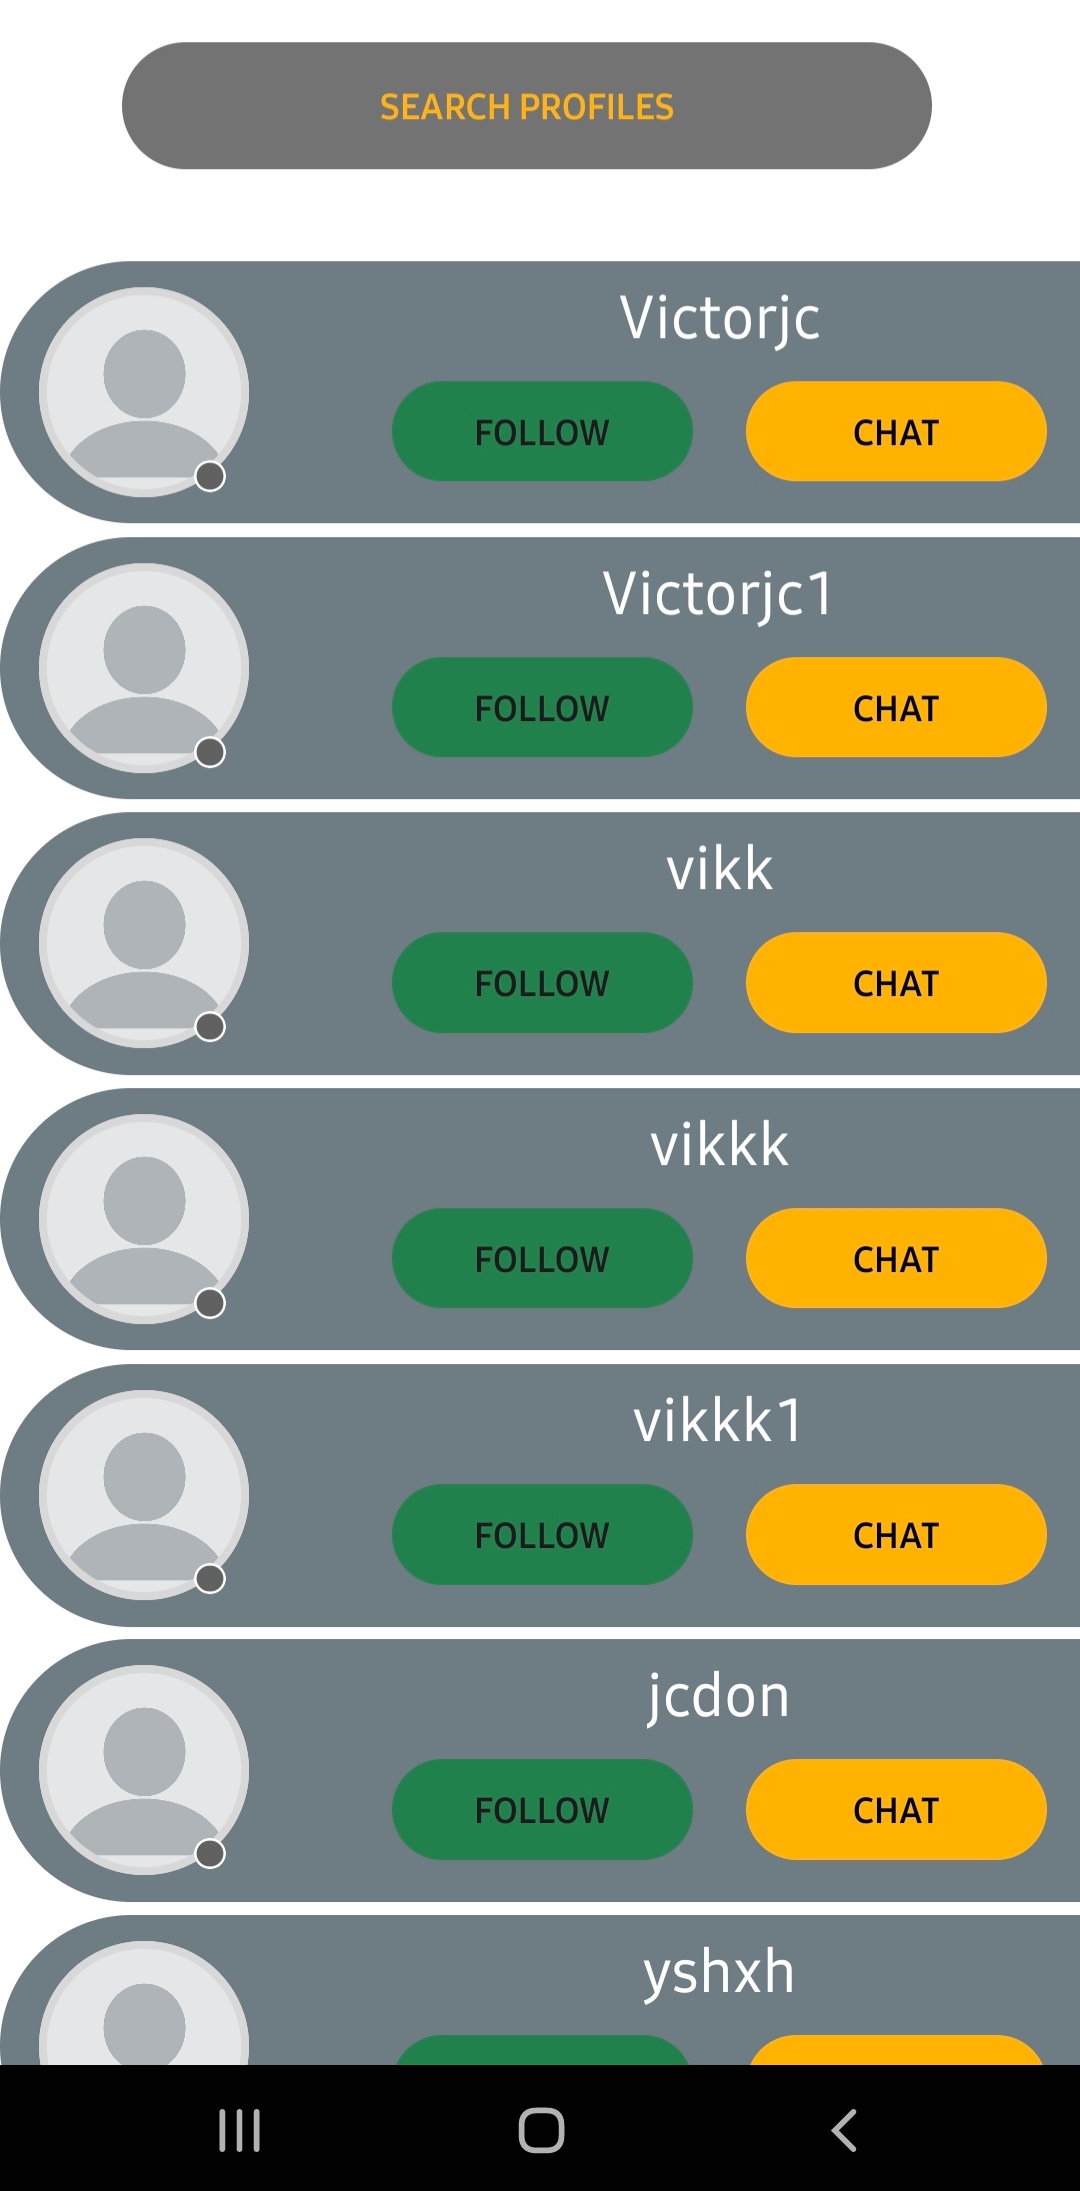 SEARCH PROFILES
Victorjc
FOLLOW CHAT
Victorjc1
FOLLOW CHAT
vikk
FOLLOW CHAT
vikkk
FOLLOW CHAT
vikkk1
FOLLOW CHAT
jcdon
FOLLOW CHAT
yshxh